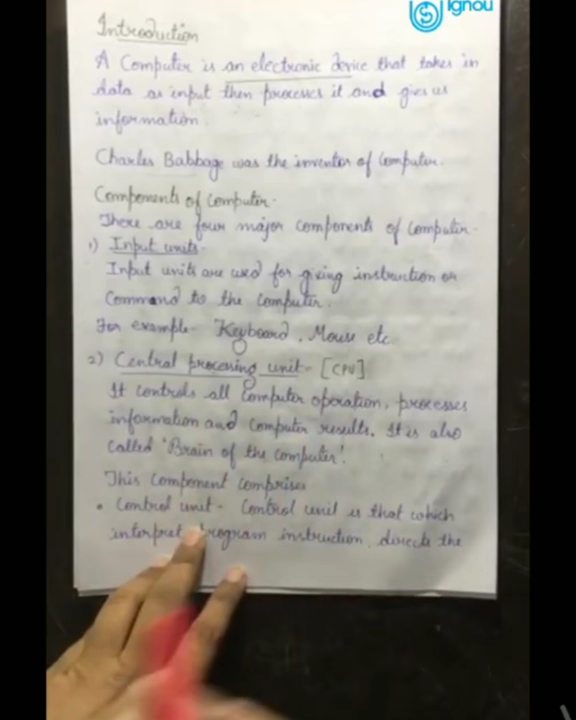 ignou
Introduction
A Computer is an electronic device that takes in
data as input then processes it and gives us
information.
Charles Babbage was the inventor of computer.
Components of Computer-
There are four major components of computer-
1) Input units-
Input units are used for giving instruction or
Command to the Computer.
For example- Keyboard, Mouse etc
2) Central processing unit- [CPU]
It controls all computer operation, processes
information and computer results. It is also
Called 'Brain of the computer'.
This Component Comprises
• Control unit- Control unit is that which
interpret program instruction, directs the